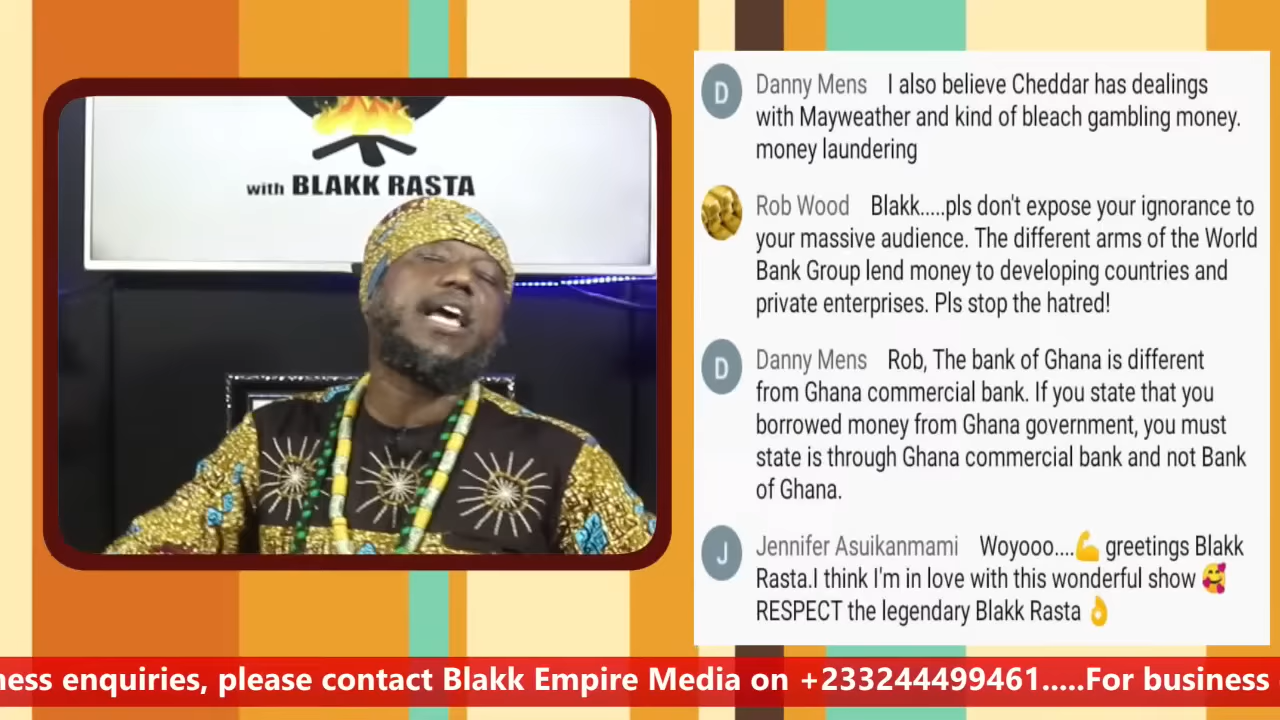 with BLAKK RASTA
Danny Mens I also believe Cheddar has dealings
with Mayweather and kind of bleach gambling money.
money laundering
Rob Wood Blakk.....pls don't expose your ignorance to
your massive audience. The different arms of the World
Bank Group lend money to developing countries and
private enterprises. Pls stop the hatred!
Danny Mens Rob, The bank of Ghana is different
from Ghana commercial bank. If you state that you
borrowed money from Ghana government, you must
state is through Ghana commercial bank and not Bank
of Ghana.
Jennifer Asuikanmami Woyooo....💪 greetings Blakk
Rasta.I think I'm in love with this wonderful show 🥰
RESPECT the legendary Blakk Rasta 👌
ness enquiries, please contact Blakk Empire Media on +233244499461.....For business